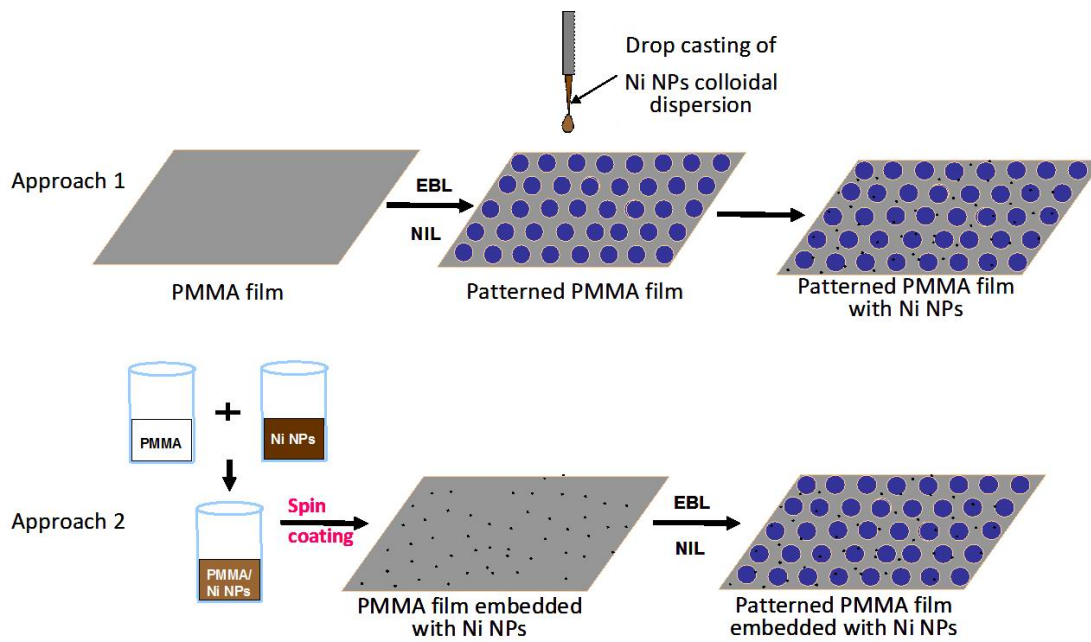 Drop casting of
Ni NPs colloidal
dispersion
Approach 1
EBL
NIL
PMMA film
Patterned PMMA film
Patterned PMMA film
with Ni NPs
PMMA
+
Ni NPs
Approach 2
PMMA/
Ni NPs
Spin
coating
EBL
NIL
PMMA film embedded
with Ni NPs
Patterned PMMA film
embedded with Ni NPs